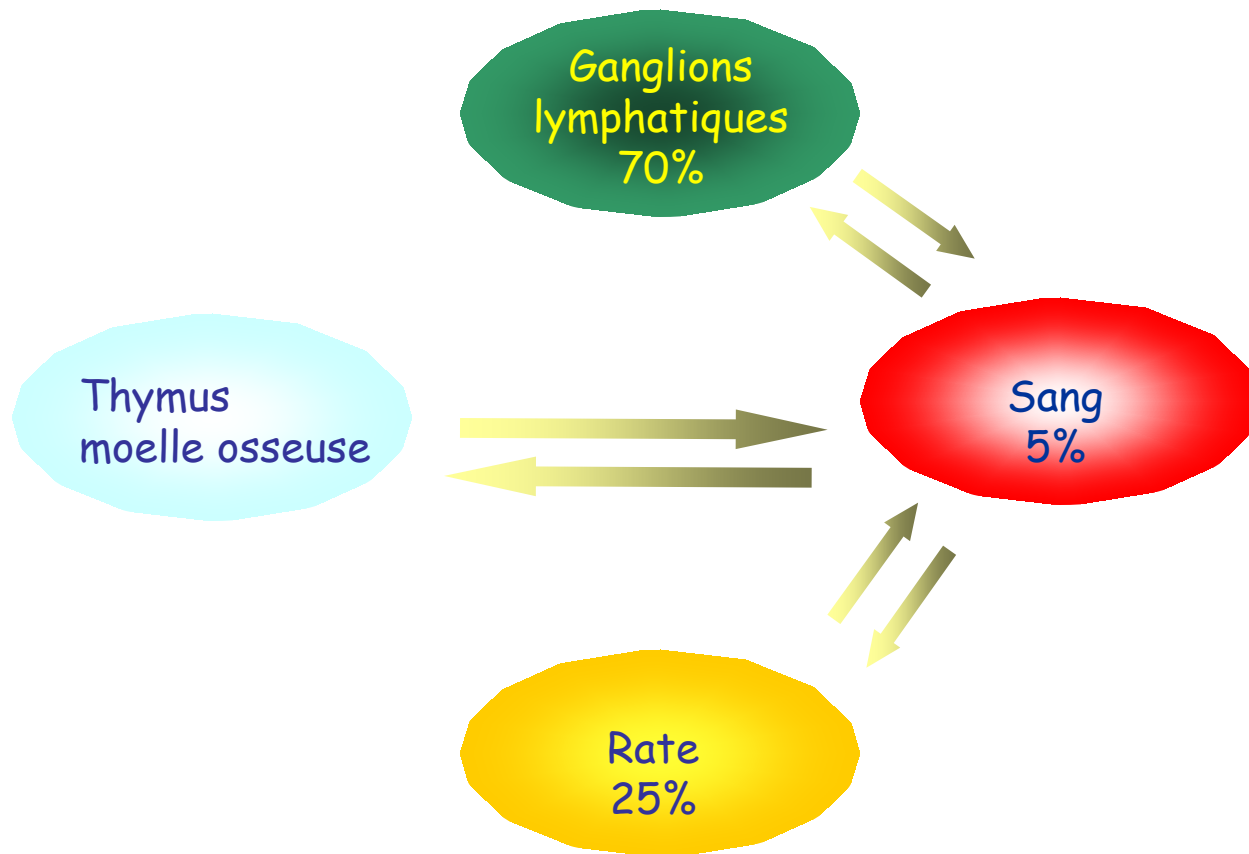 Ganglions
lymphatiques
70%
Thymus
moelle osseuse
Sang
5%
Rate
25%